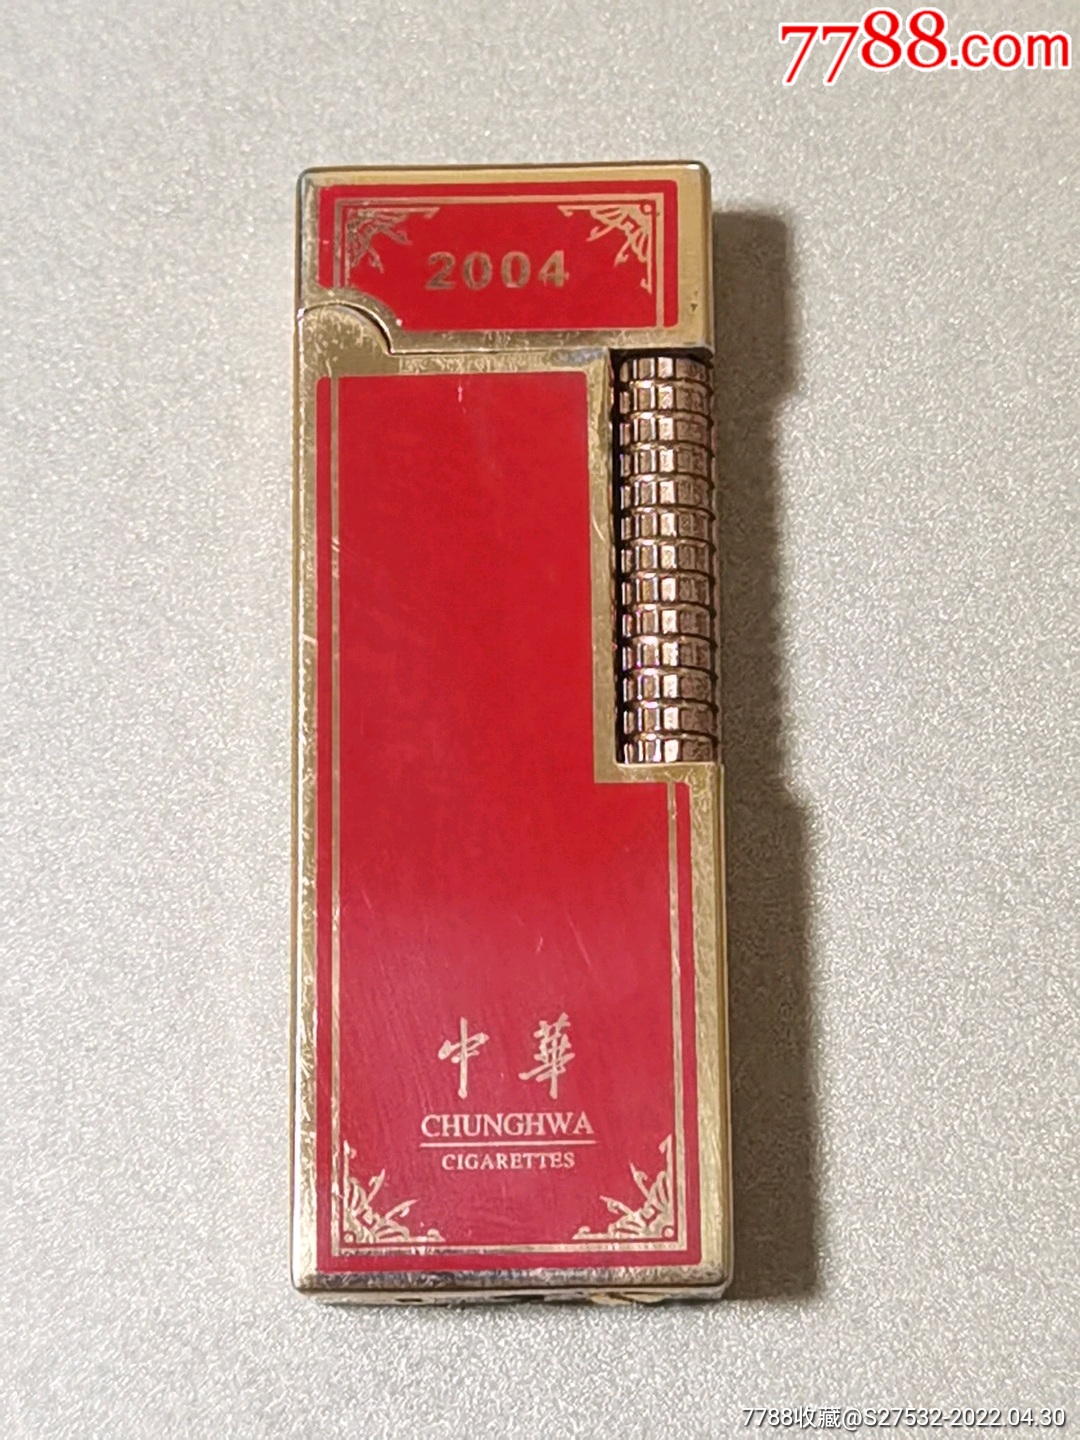 7788.com
2004
中華
CHUNGHWA
CIGARETTES
7788收藏@S27532-2022.04.30